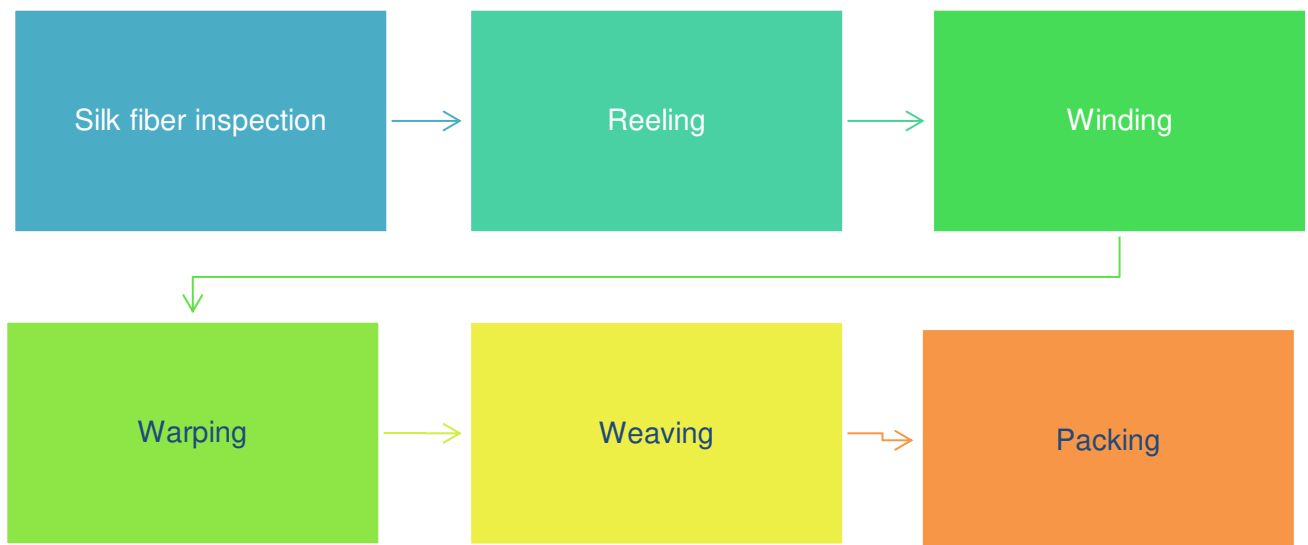 Silk fiber inspection
Reeling
Winding
Warping
Weaving
Packing